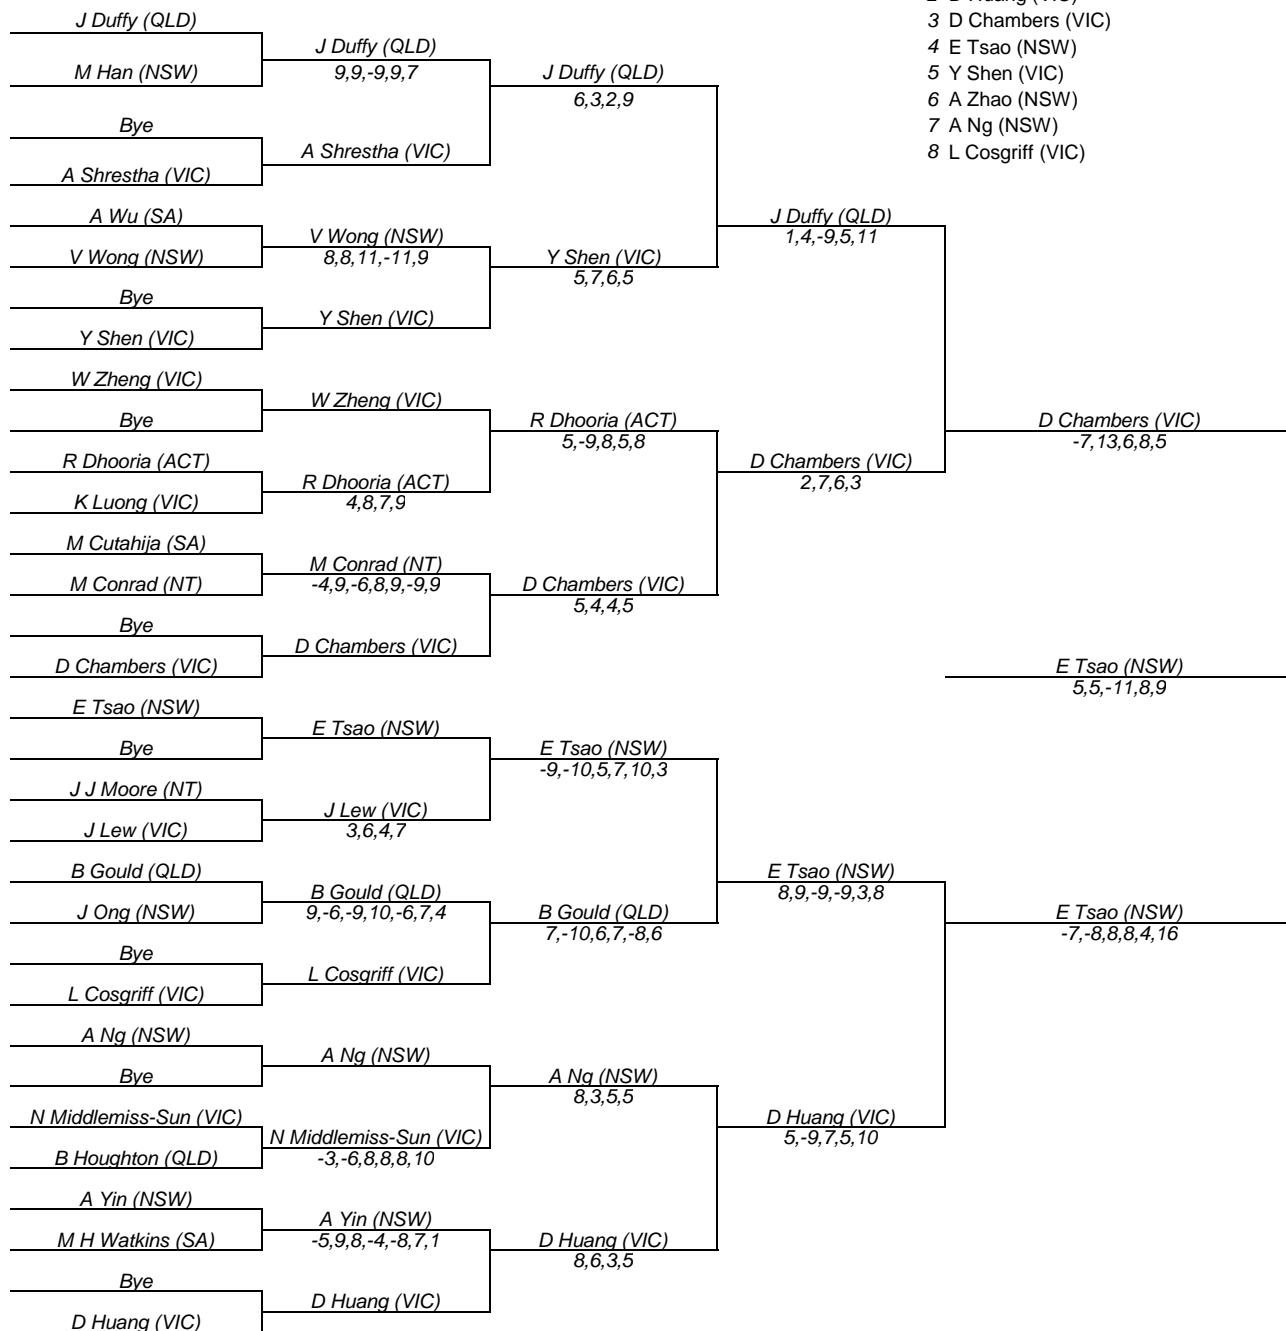 2 D Huang (VIC)
3 D Chambers (VIC)
4 E Tsao (NSW)
5 Y Shen (VIC)
6 A Zhao (NSW)
7 A Ng (NSW)
8 L Cosgriff (VIC)
J Duffy (QLD)
M Han (NSW)
Bye
A Shrestha (VIC)
A Wu (SA)
V Wong (NSW)
Bye
Y Shen (VIC)
W Zheng (VIC)
Bye
R Dhooria (ACT)
K Luong (VIC)
M Cutahija (SA)
M Conrad (NT)
Bye
D Chambers (VIC)
E Tsao (NSW)
Bye
J J Moore (NT)
J Lew (VIC)
B Gould (QLD)
J Ong (NSW)
Bye
L Cosgriff (VIC)
A Ng (NSW)
Bye
N Middlemiss-Sun (VIC)
B Houghton (QLD)
A Yin (NSW)
M H Watkins (SA)
Bye
D Huang (VIC)
J Duffy (QLD)
9,9,-9,9,7
A Shrestha (VIC)
V Wong (NSW)
8,8,11,-11,9
Y Shen (VIC)
W Zheng (VIC)
R Dhooria (ACT)
4,8,7,9
M Conrad (NT)
-4,9,-6,8,9,-9,9
D Chambers (VIC)
E Tsao (NSW)
J Lew (VIC)
3,6,4,7
B Gould (QLD)
9,-6,-9,10,-6,7,4
L Cosgriff (VIC)
A Ng (NSW)
N Middlemiss-Sun (VIC)
-3,-6,8,8,8,10
A Yin (NSW)
-5,9,8,-4,-8,7,1
D Huang (VIC)
J Duffy (QLD)
6,3,2,9
Y Shen (VIC)
5,7,6,5
R Dhooria (ACT)
5,-9,8,5,8
D Chambers (VIC)
5,4,4,5
E Tsao (NSW)
-9,-10,5,7,10,3
B Gould (QLD)
7,-10,6,7,-8,6
A Ng (NSW)
8,3,5,5
D Huang (VIC)
8,6,3,5
J Duffy (QLD)
1,4,-9,5,11
D Chambers (VIC)
2,7,6,3
E Tsao (NSW)
8,9,-9,-9,3,8
D Huang (VIC)
5,-9,7,5,10
D Chambers (VIC)
-7,13,6,8,5
E Tsao (NSW)
5,5,-11,8,9
E Tsao (NSW)
-7,-8,8,8,4,16